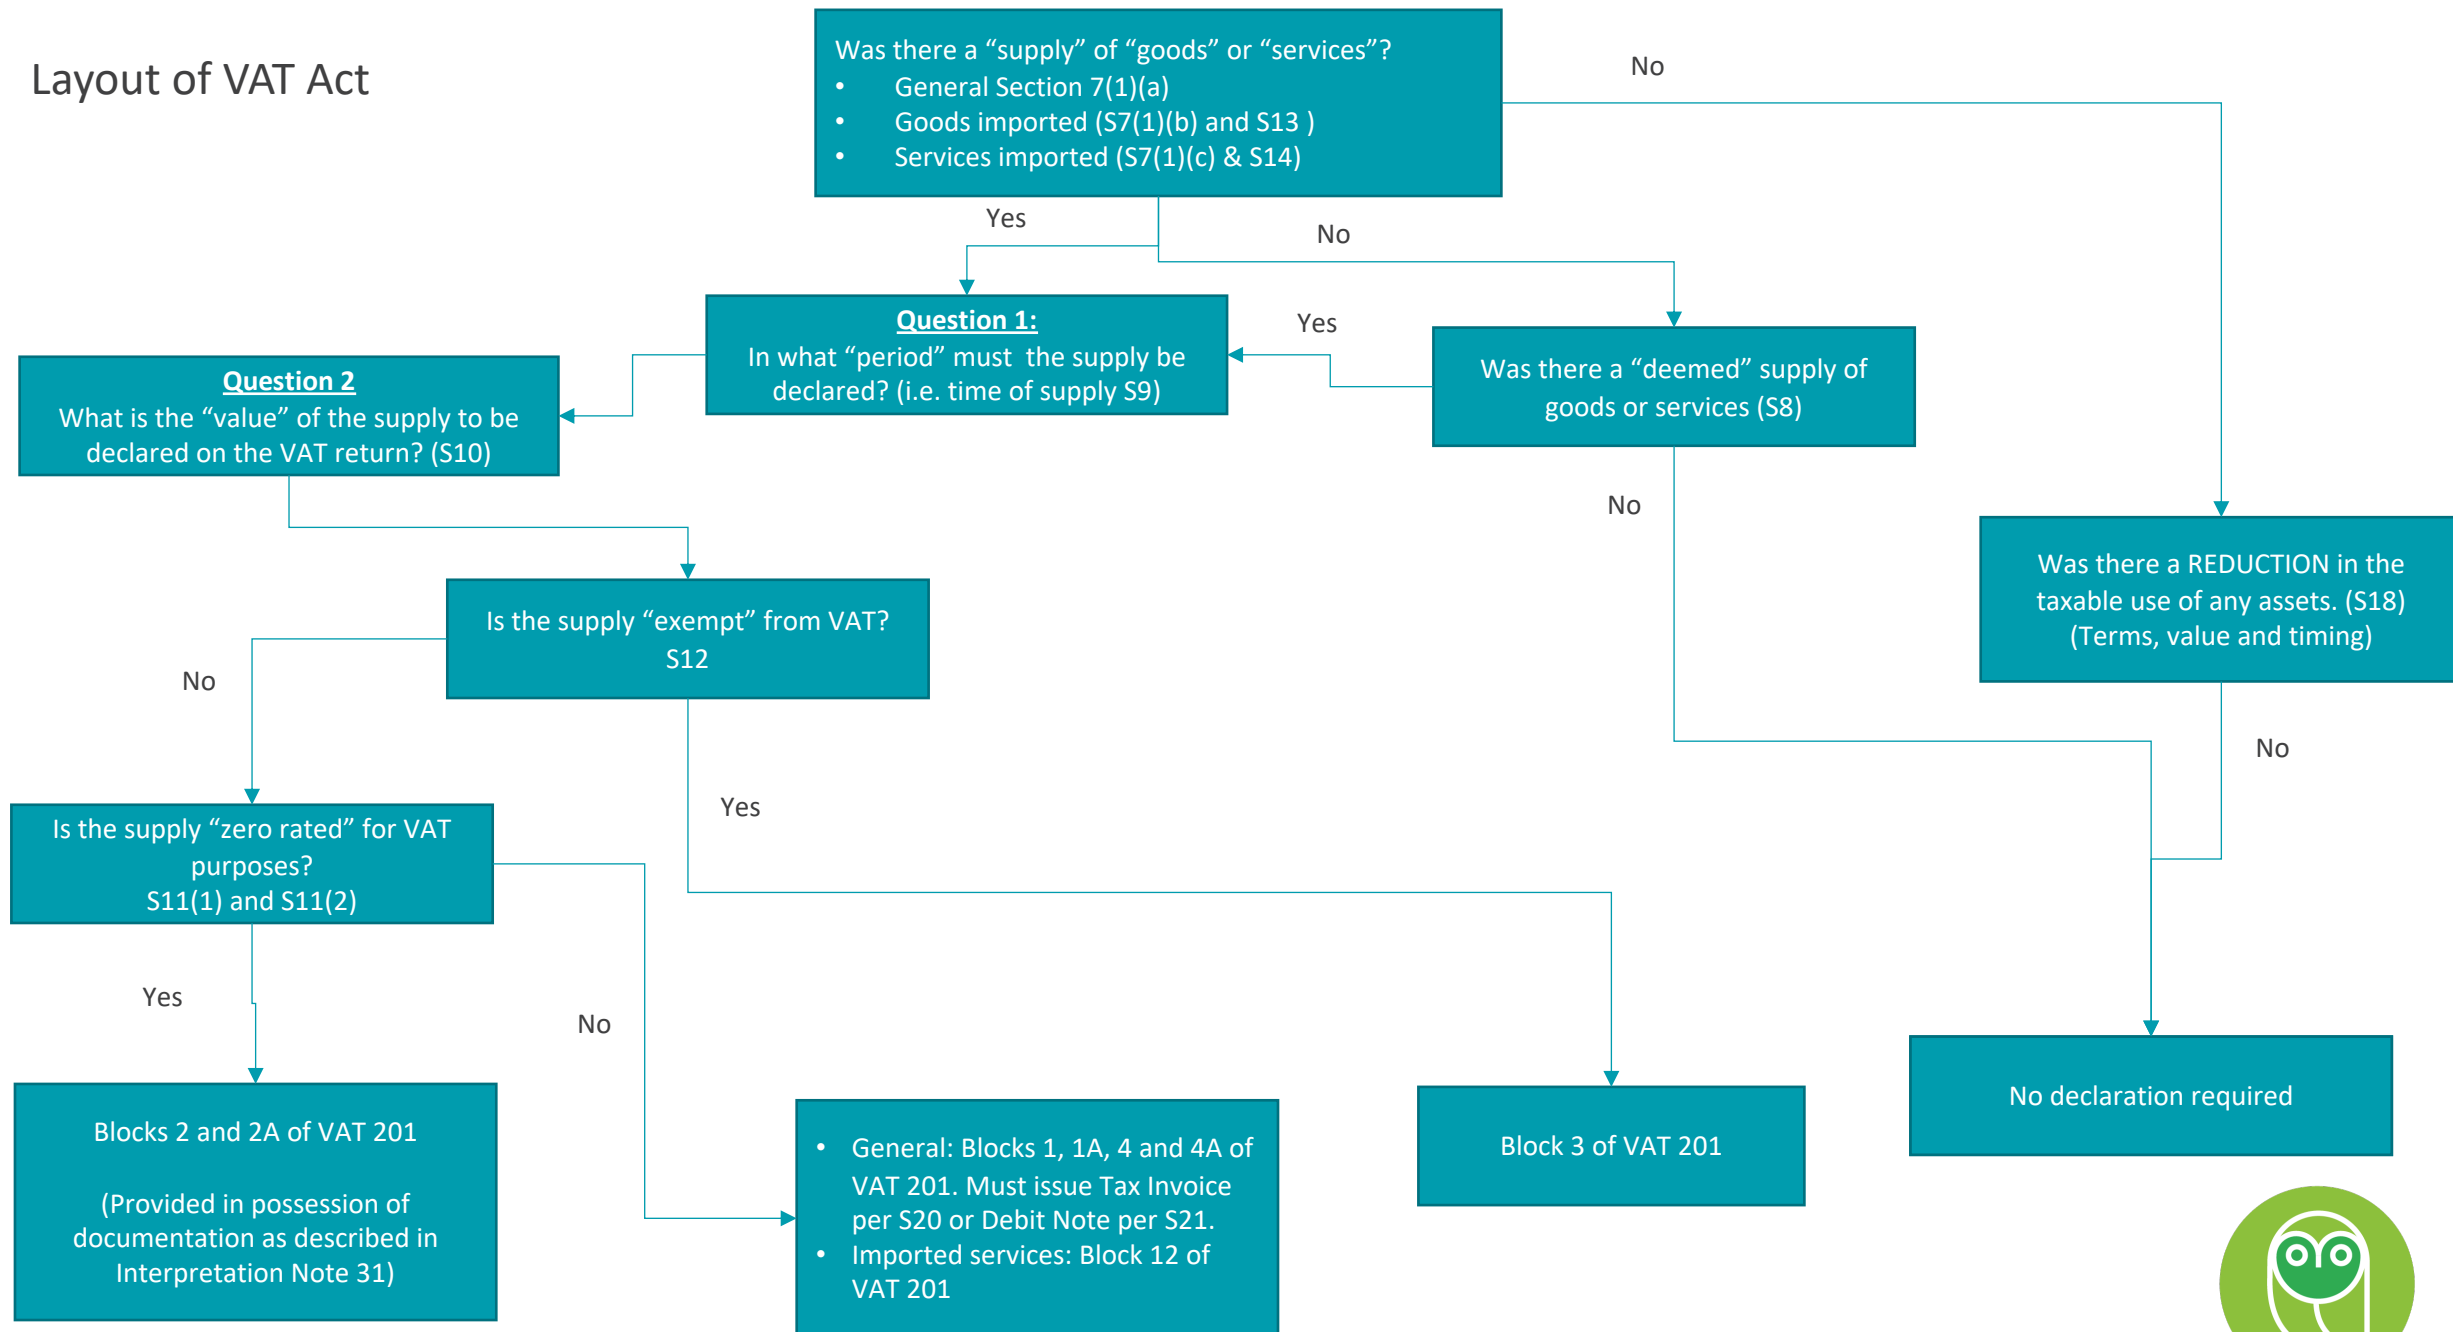 Layout of VAT Act
Was there a “supply” of “goods” or “services”?
• General Section 7(1)(a)
• Goods imported (S7(1)(b) and S13 )
• Services imported (S7(1)(c) & S14)
No
Yes
No
Question 1:
In what “period” must the supply be
declared? (i.e. time of supply S9)
Yes
Was there a “deemed” supply of
goods or services (S8)
Question 2
What is the “value” of the supply to be
declared on the VAT return? (S10)
No
Was there a REDUCTION in the
taxable use of any assets. (S18)
(Terms, value and timing)
Is the supply “exempt” from VAT?
S12
No
Yes
No
Is the supply “zero rated” for VAT
purposes?
S11(1) and S11(2)
Yes
No
Blocks 2 and 2A of VAT 201
(Provided in possession of
documentation as described in
Interpretation Note 31)
• General: Blocks 1, 1A, 4 and 4A of
VAT 201. Must issue Tax Invoice
per S20 or Debit Note per S21.
• Imported services: Block 12 of
VAT 201
Block 3 of VAT 201
No declaration required